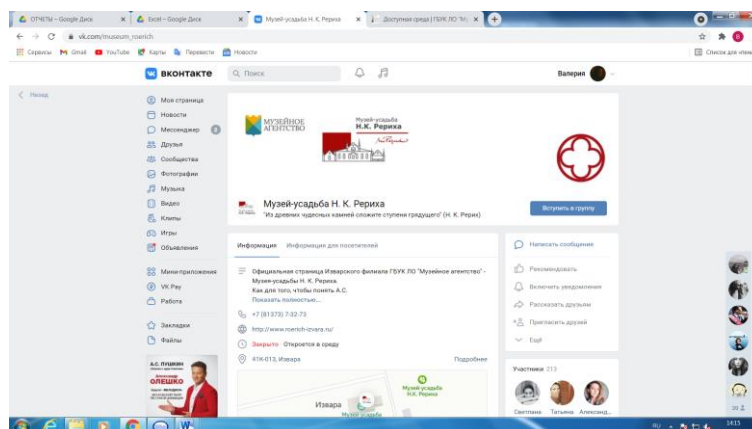 ОТЧЕТЫ – Google Диск
Excel – Google Диск
Музей-усадьба Н. К. Рериха
Доступная среда | ГБУК ЛО "М
vk.com/museum_roerich
Сервисы
Gmail
YouTube
Карты
Перевести
Новости
Список для чтен
вконтакте
Поиск
Валерия
Назад
Моя страница
Новости
Мессенджер
Друзья
Сообщества
Фотографии
Музыка
Видео
Клипы
Игры
Объявления
Мини-приложения
VK Pay
Работа
Закладки
Файлы
А.С. ПУШКИН
Александр
ОЛЕШКО
МУЗЕЙНОЕ
АГЕНТСТВО
Музей-усадьба
Н.К. Рериха
Музей-усадьба Н. К. Рериха
"Из древних чудесных камней сложите ступени грядущего" (Н. К. Рерих)
Вступить в группу
Информация
Информация для посетителей
Официальная страница Изварского филиала ГБУК ЛО "Музейное агентство" -
Музея-усадьбы Н. К. Рериха.
Как для того, чтобы понять А.С.
Показать полностью...
+7 (81373) 7-32-73
http://www.roerich-izvara.ru/
Закрыто Откроется в среду
41К-013, Извара
Подробнее
Извара
Музей-усадьба
Н.К. Рериха
Написать сообщение
Рекомендовать
Включить уведомления
Рассказать друзьям
Пригласить друзей
Ещё
Участники 213
Светлана
Татьяна
Александ...
RU
14:15